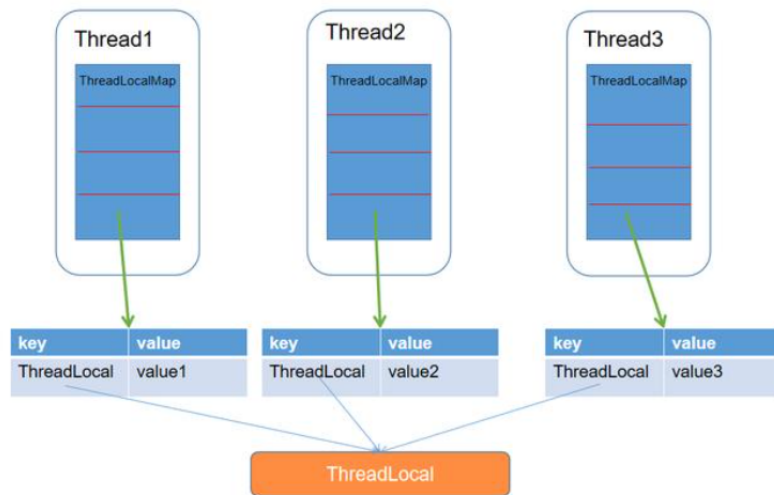 Thread1
Thread2
Thread3
ThreadLocalMap
ThreadLocalMap
ThreadLocalMap
key value
ThreadLocal value1
key value
ThreadLocal value2
key value
ThreadLocal value3
ThreadLocal